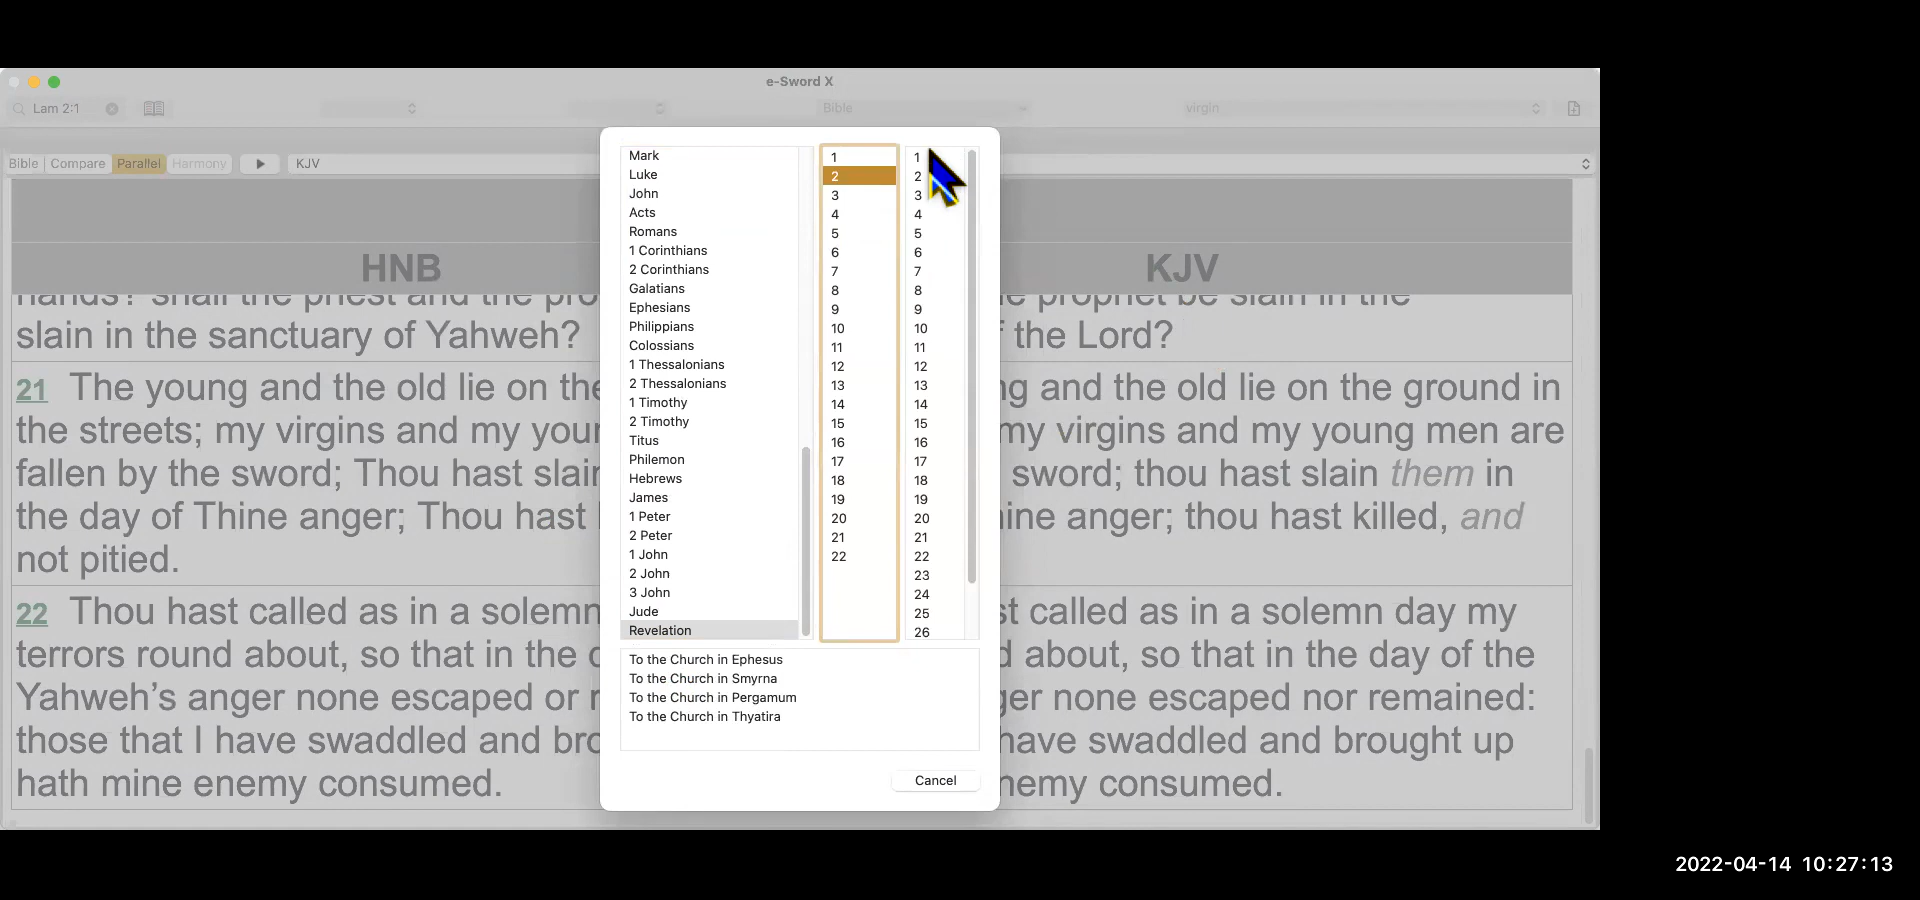 e-Sword X
Lam 2:1
Bible
virgin
Bible Compare Parallel Harmony
KJV
HNB
KJV
slain in the sanctuary of Yahweh?
the Lord?
prophet be slain in the
21 The young and the old lie on the
the streets; my virgins and my
fallen by the sword; Thou hast slain
the day of Thine anger; Thou hast
not pitied.
22 Thou hast called as in a solemn
terrors round about, so that in the
Yahweh’s anger none escaped or
those that I have swaddled and
hath mine enemy consumed.
and the old lie on the ground in
my virgins and my young men are
sword; thou hast slain them in
anger; thou hast killed, and
called as in a solemn day my
about, so that in the day of the
none escaped nor remained:
have swaddled and brought up
consumed.
Mark
Luke
John
Acts
Romans
1 Corinthians
2 Corinthians
Galatians
Ephesians
Philippians
Colossians
1 Thessalonians
2 Thessalonians
1 Timothy
2 Timothy
Titus
Philemon
Hebrews
James
1 Peter
2 Peter
1 John
2 John
3 John
Jude
Revelation
1
2
3
4
5
6
7
8
9
10
11
12
13
14
15
16
17
18
19
20
21
22
1
2
3
4
5
6
7
8
9
10
11
12
13
14
15
16
17
18
19
20
21
22
23
24
25
26
To the Church in Ephesus
To the Church in Smyrna
To the Church in Pergamum
To the Church in Thyatira
Cancel
2022-04-14 10:27:13